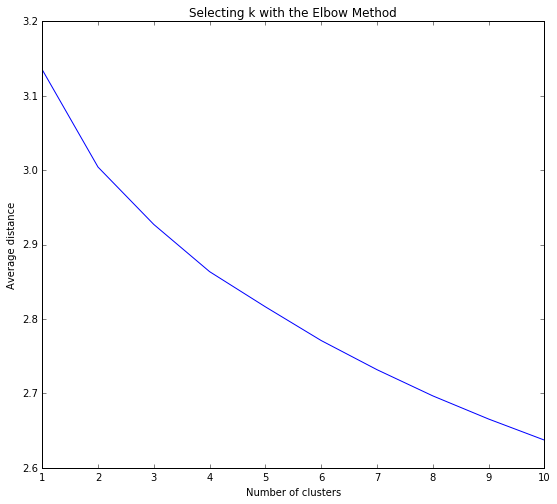 Selecting k with the Elbow Method
3.2
3.1
3.0
2.9
2.8
2.7
2.6
Average distance
1 2 3 4 5 6 7 8 9 10
Number of clusters